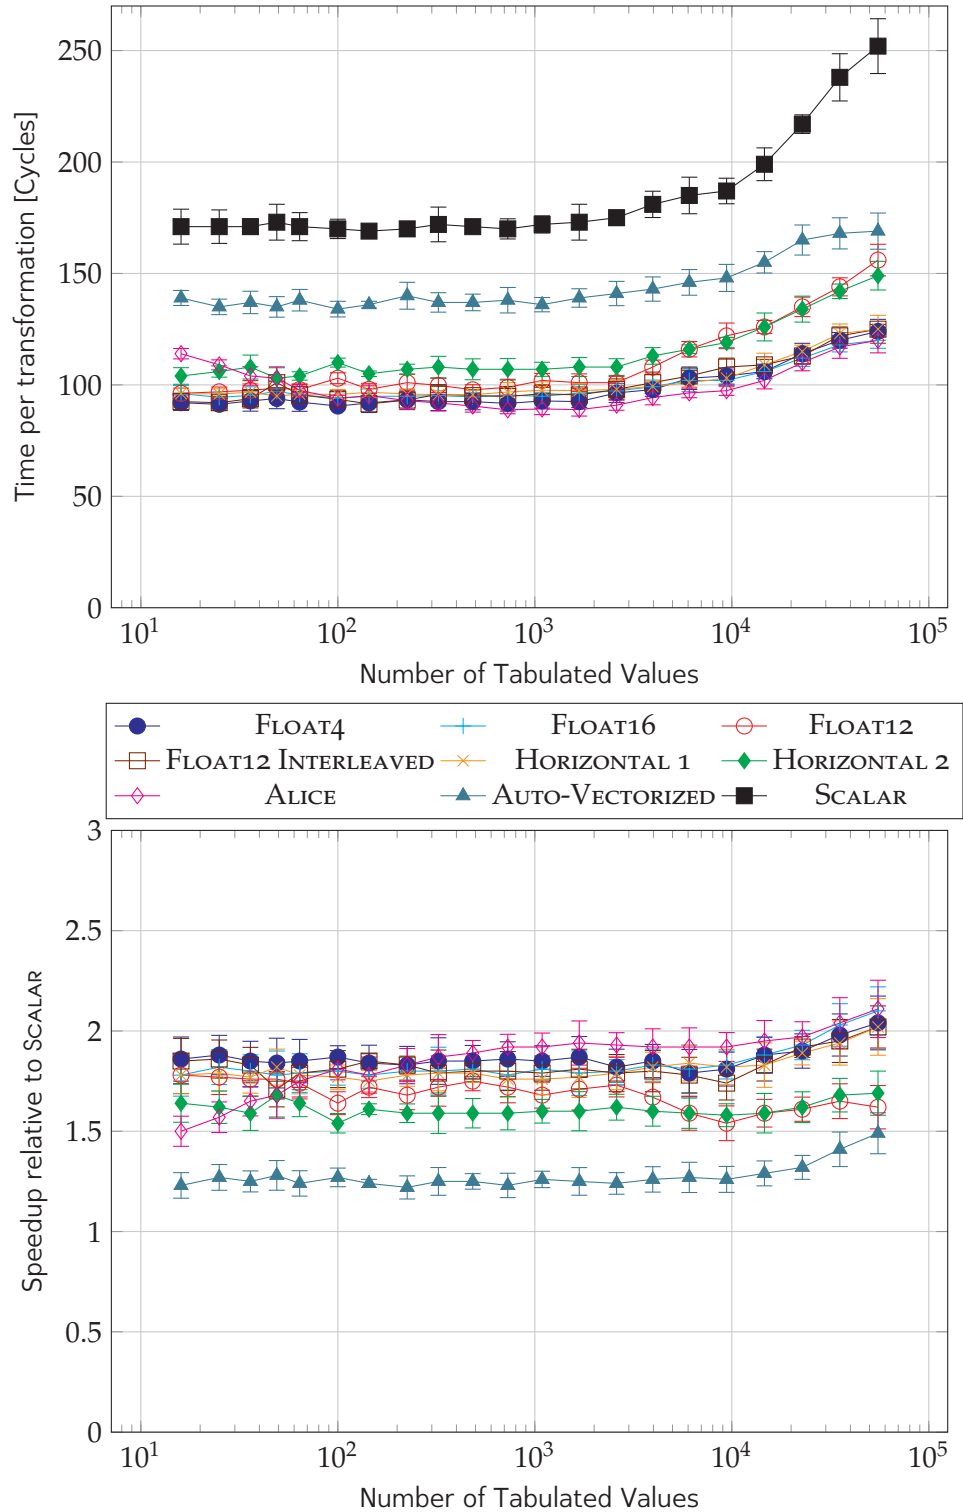 250
200
150
100
50
0
Time per transformation [Cycles]
10^1 10^2 10^3 10^4 10^5
Number of Tabulated Values
Float4 Float16 Float12
Float12 Interleaved Horizontal 1 Horizontal 2
Alice Auto-Vectorized Scalar
3
2.5
2
1.5
1
0.5
0
Speedup relative to Scalar
10^1 10^2 10^3 10^4 10^5
Number of Tabulated Values